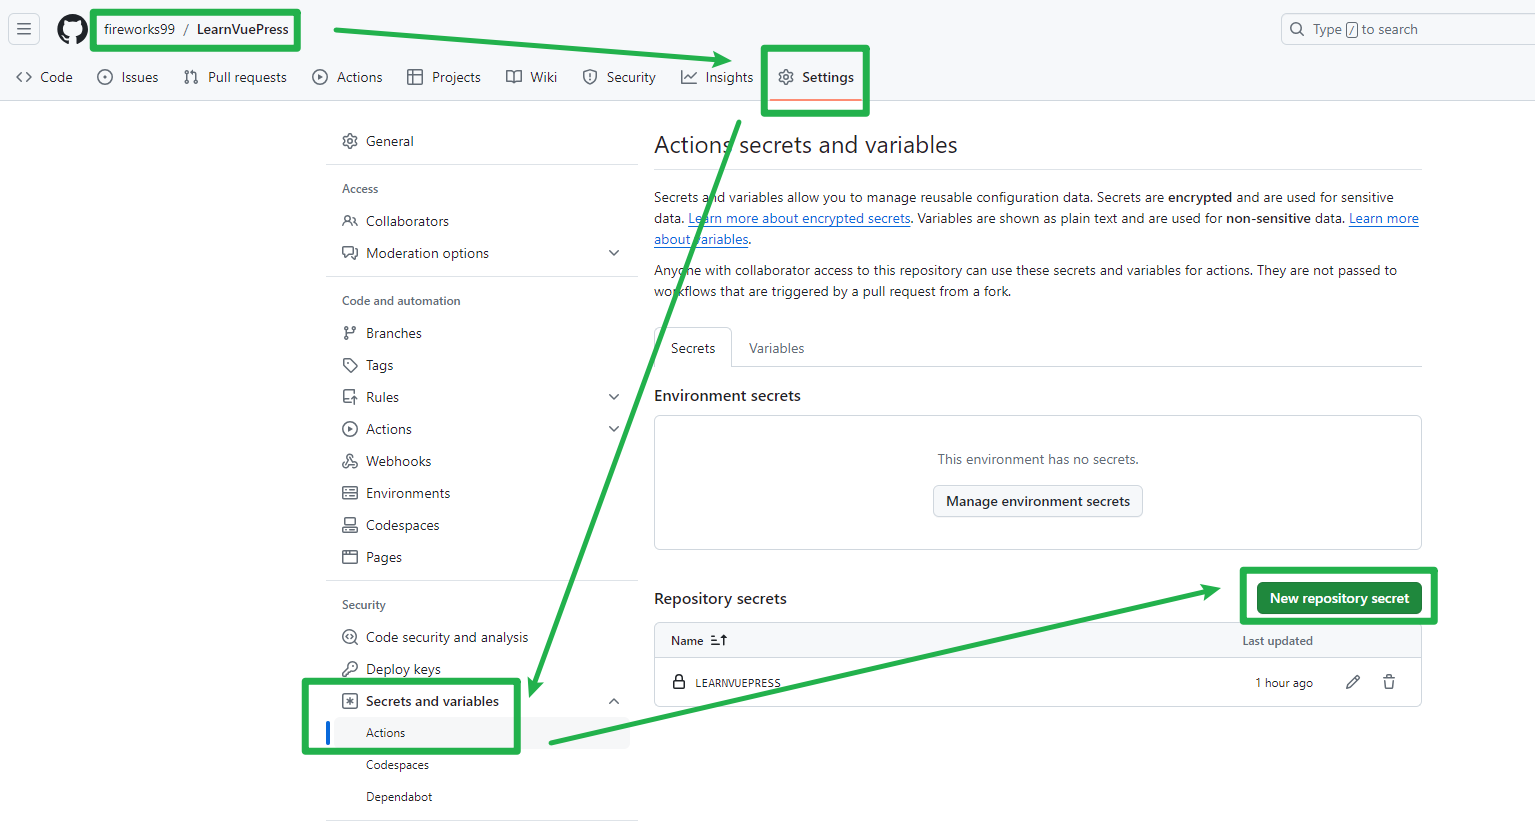 fireworks99 / LearnVuePress
Type / to search
Code Issues Pull requests Actions Projects Wiki Security Insights Settings
General
Access
Collaborators
Moderation options
Code and automation
Branches
Tags
Rules
Actions
Webhooks
Environments
Codespaces
Pages
Security
Code security and analysis
Deploy keys
Secrets and variables
Actions
Codespaces
Dependabot
Actions secrets and variables
Secrets and variables allow you to manage reusable configuration data. Secrets are encrypted and are used for sensitive
data. Learn more about encrypted secrets. Variables are shown as plain text and are used for non-sensitive data. Learn more
about variables.
Anyone with collaborator access to this repository can use these secrets and variables for actions. They are not passed to
workflows that are triggered by a pull request from a fork.
Secrets Variables
Environment secrets
This environment has no secrets.
Manage environment secrets
Repository secrets
New repository secret
Name Last updated
LEARNVUEPRESS 1 hour ago